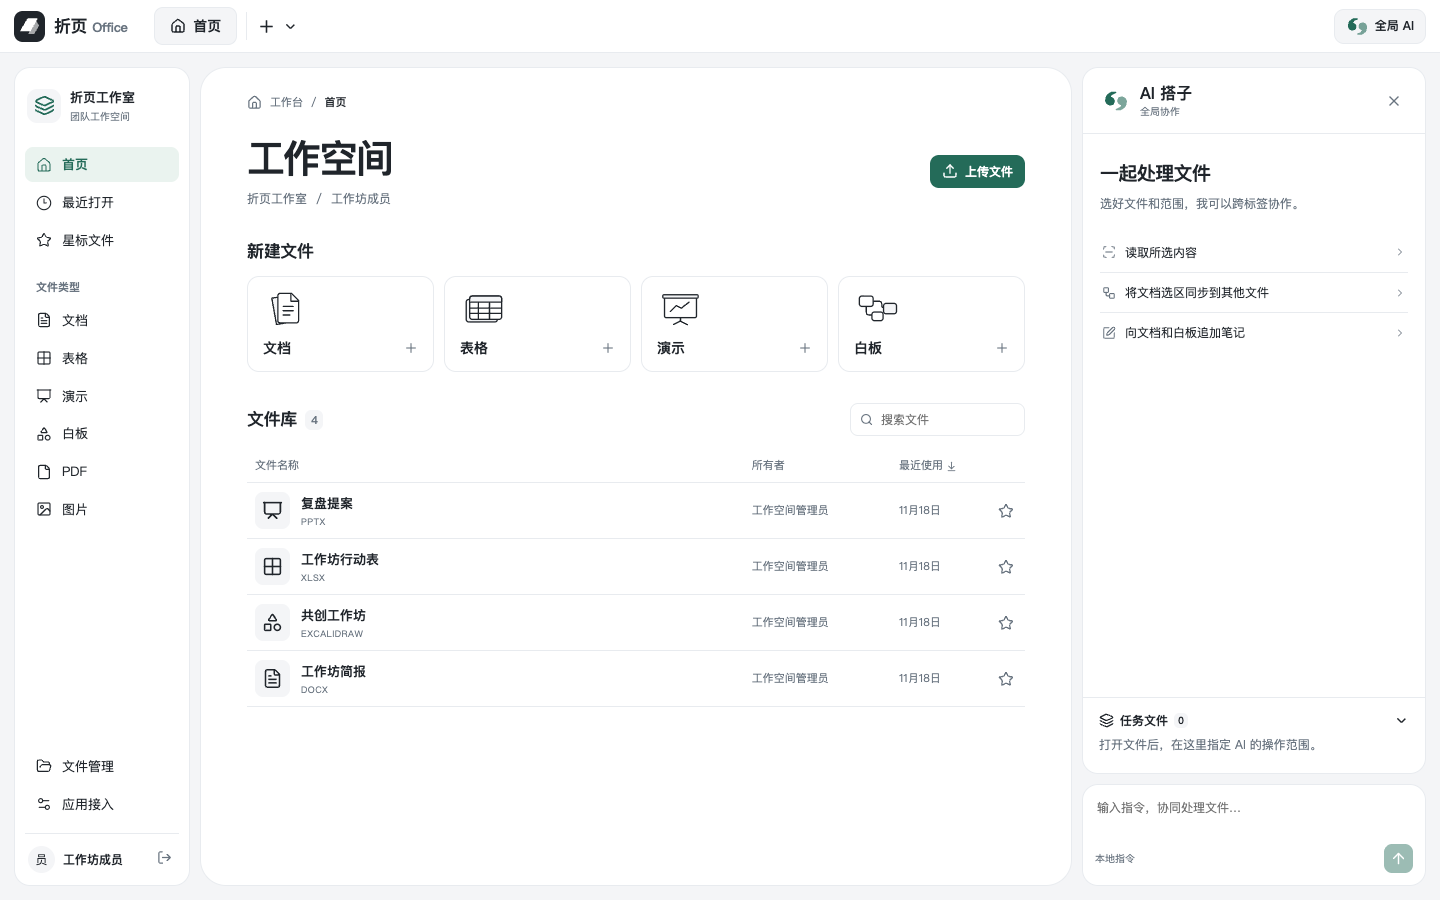 折页 Office
首页
全局 AI
折页工作室
团队工作空间
首页
最近打开
星标文件
文件类型
文档
表格
演示
白板
PDF
图片
文件管理
应用接入
员 工作坊成员
工作台 / 首页
工作空间
折页工作室 / 工作坊成员
上传文件
新建文件
文档
表格
演示
白板
文件库 4
搜索文件
文件名称 所有者 最近使用
复盘提案
PPTX
工作空间管理员 11月18日
工作坊行动表
XLSX
工作空间管理员 11月18日
共创工作坊
EXCALIDRAW
工作空间管理员 11月18日
工作坊简报
DOCX
工作空间管理员 11月18日
AI 搭子
全局协作
一起处理文件
选好文件和范围，我可以跨标签协作。
读取所选内容
将文档选区同步到其他文件
向文档和白板追加笔记
任务文件 0
打开文件后，在这里指定 AI 的操作范围。
输入指令，协同处理文件...
本地指令